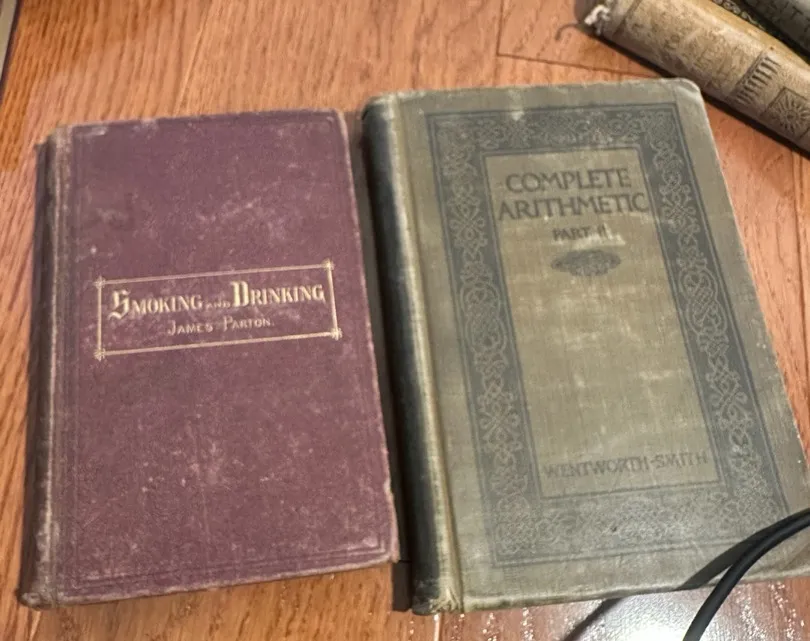 SMOKING AND DRINKING
JAMES PARTON.
COMPLETE
ARITHMETIC
PART II
WENTWORTH-SMITH